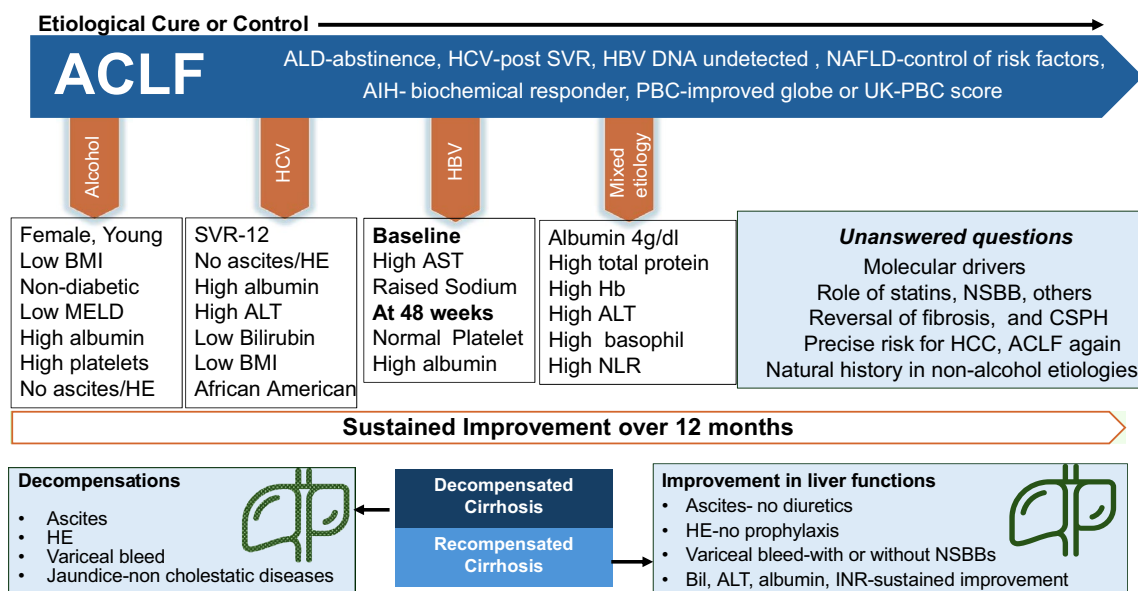 Etiological Cure or Control
ACLF
ALD-abstinence, HCV-post SVR, HBV DNA undetected , NAFLD-control of risk factors,
AIH- biochemical responder, PBC-improved globe or UK-PBC score
Alcohol
HCV
HBV
Mixed
etiology
Female, Young
Low BMI
Non-diabetic
Low MELD
High albumin
High platelets
No ascites/HE
SVR-12
No ascites/HE
High albumin
High ALT
Low Bilirubin
Low BMI
African American
Baseline
High AST
Raised Sodium
At 48 weeks
Normal Platelet
High albumin
Albumin 4g/dl
High total protein
High Hb
High ALT
High basophil
High NLR
Unanswered questions
Molecular drivers
Role of statins, NSBB, others
Reversal of fibrosis, and CSPH
Precise risk for HCC, ACLF again
Natural history in non-alcohol etiologies
Sustained Improvement over 12 months
Decompensations
• Ascites
• HE
• Variceal bleed
• Jaundice-non cholestatic diseases
Decompensated
Cirrhosis
Recompensated
Cirrhosis
Improvement in liver functions
• Ascites- no diuretics
• HE-no prophylaxis
• Variceal bleed-with or without NSBBs
• Bil, ALT, albumin, INR-sustained improvement